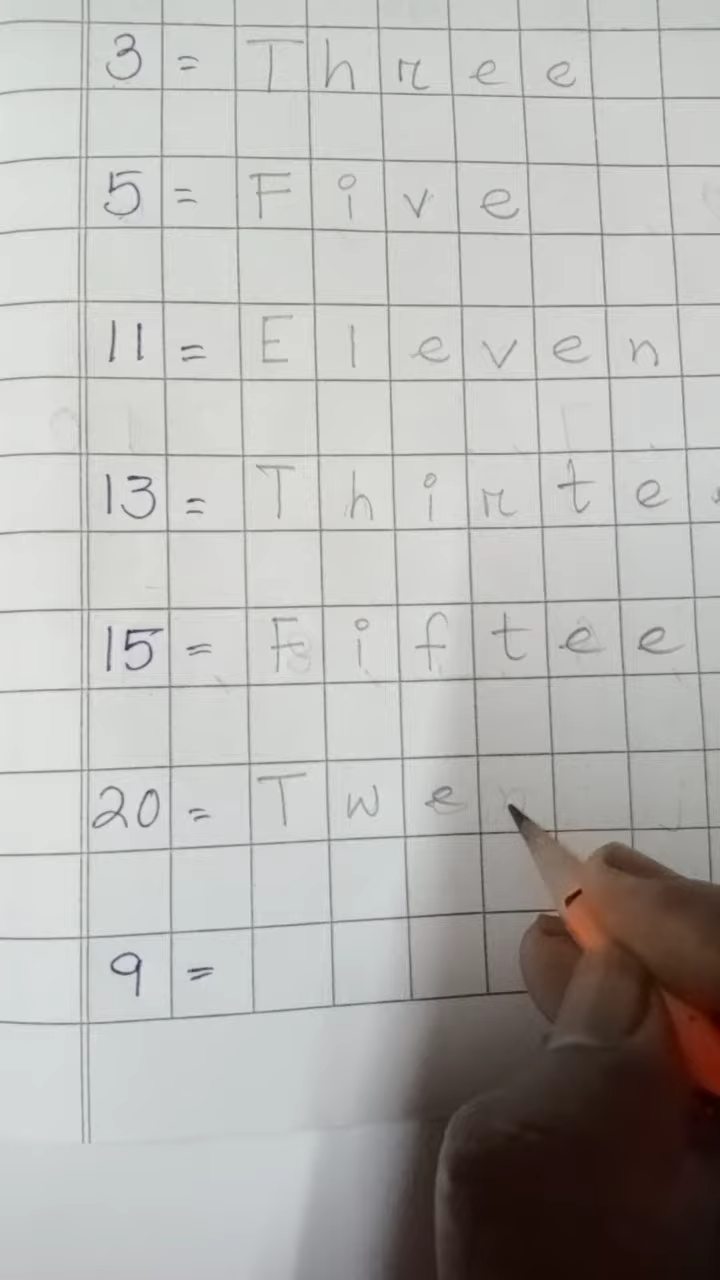 3 = Three
5 = Five
11 = Eleven
13 = Thirte
15 = Fiftee
20 = Twe
9 =